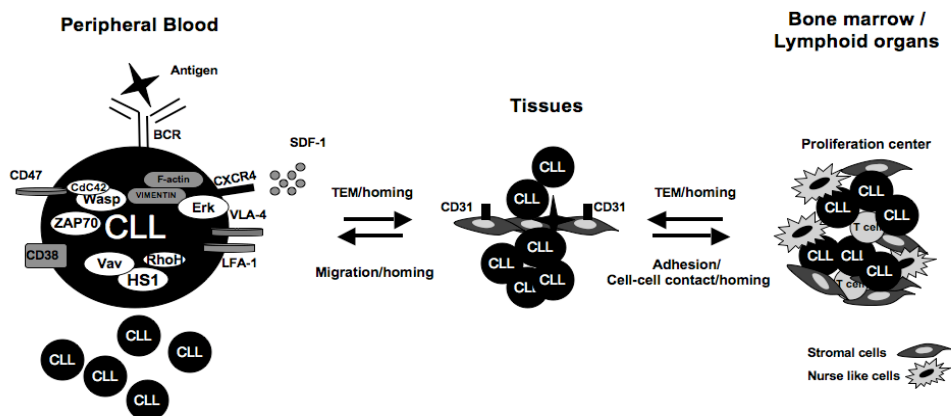 Peripheral Blood
Antigen
BCR
SDF-1
CD47
CdC42
Wasp
F-actin
VIMENTIN
CXCR4
Erk
VLA-4
ZAP70
CLL
CD38
LFA-1
Vav
RhoH
HS1
CLL
CLL
CLL
CLL
CLL
TEM/homing
Migration/homing
Tissues
CLL
CLL
CD31
CD31
CLL
CLL
CLL
CLL
CLL
TEM/homing
Adhesion/
Cell-cell contact/homing
Bone marrow /
Lymphoid organs
Proliferation center
CLL
CLL
CLL
T cell
CLL
CLL
CLL
T cell
Stromal cells
Nurse like cells